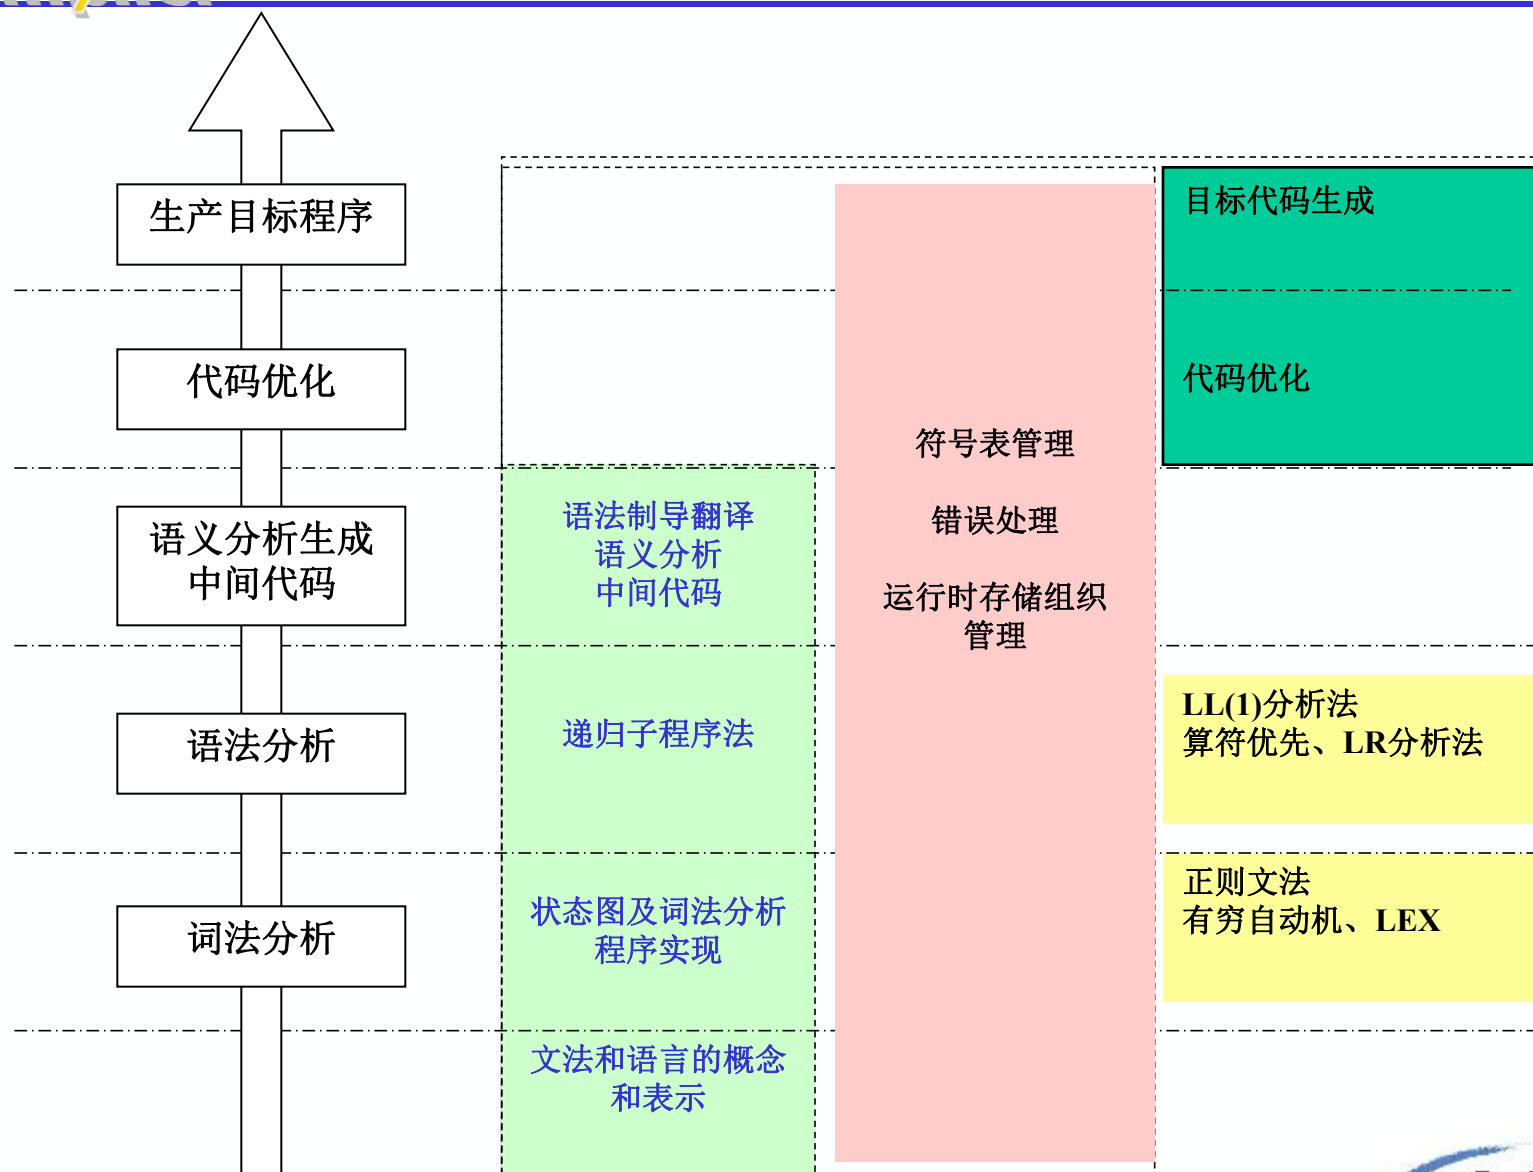 生产目标程序
代码优化
语义分析生成
中间代码
语法分析
词法分析
语法制导翻译
语义分析
中间代码
递归子程序法
状态图及词法分析
程序实现
文法和语言的概念
和表示
符号表管理
错误处理
运行时存储组织
管理
目标代码生成
代码优化
LL(1)分析法
算符优先、LR分析法
正则文法
有穷自动机、LEX